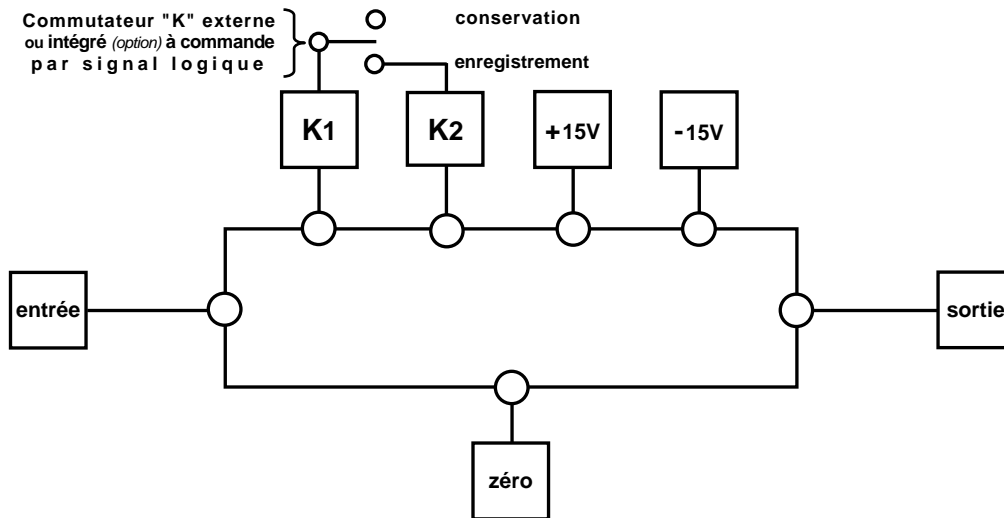 Commutateur "K" externe
ou intégré (option) à commande
par signal logique
conservation
enregistrement
K1
K2
+15V
-15V
entrée
sortie
zéro